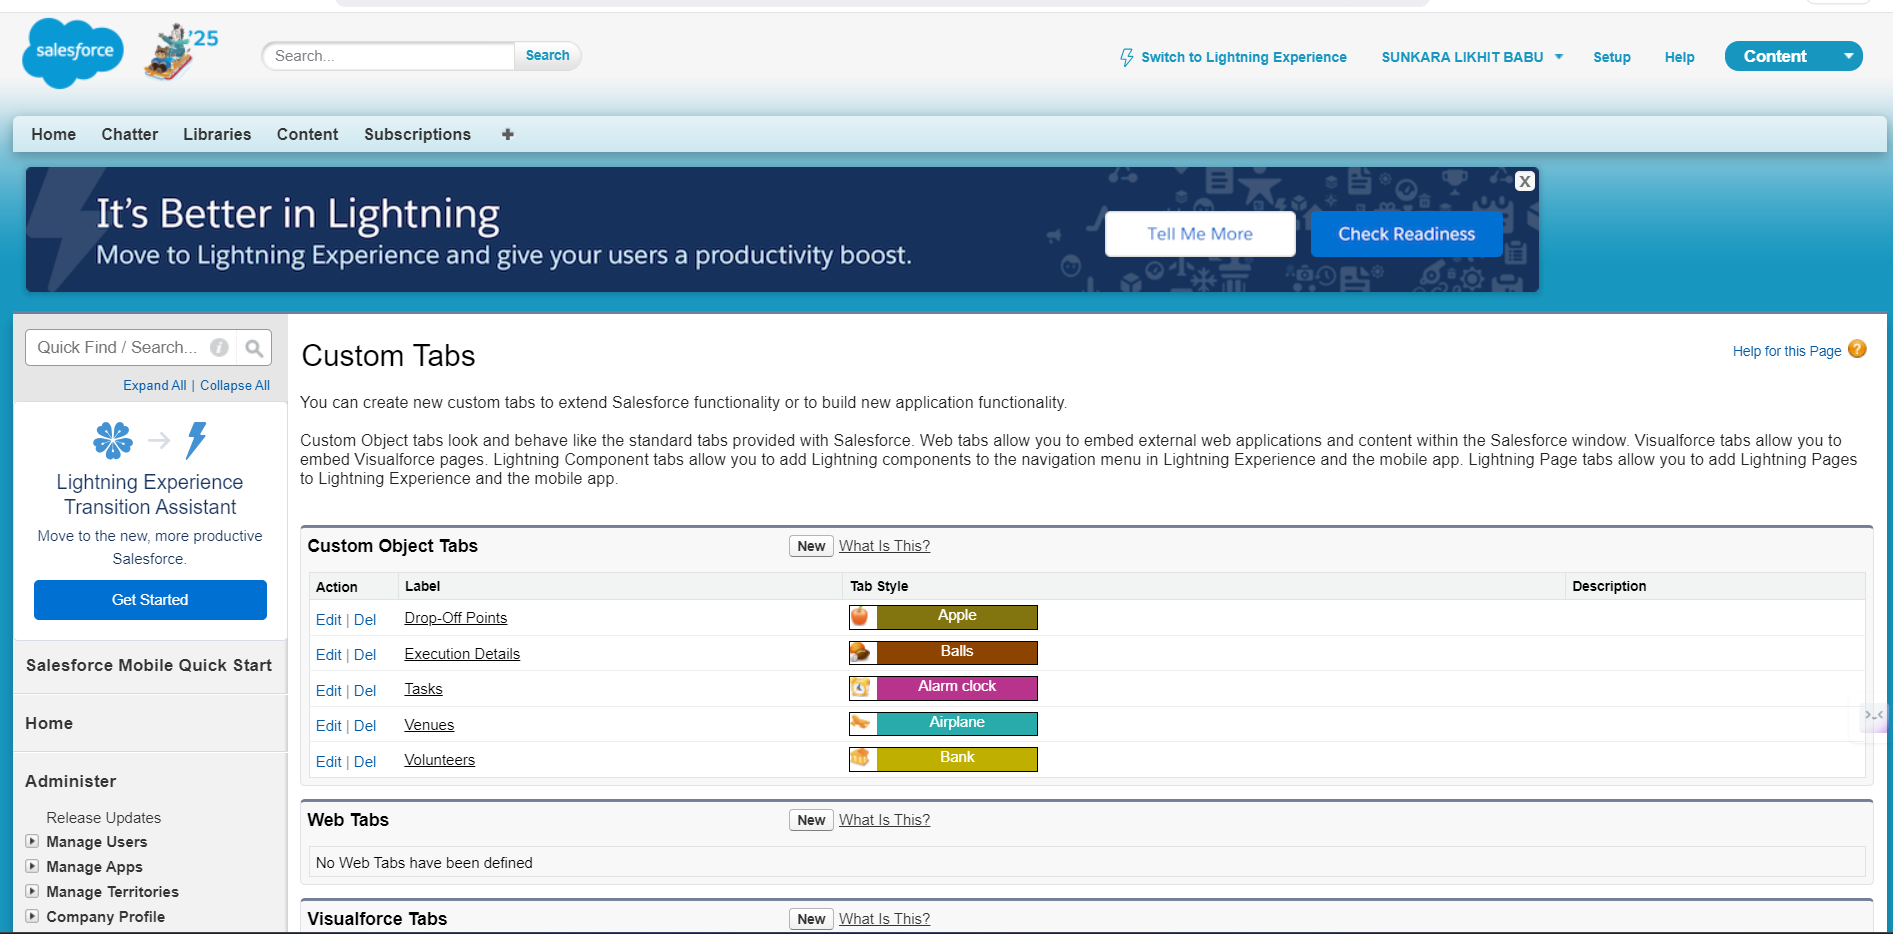 salesforce
'25
Search...
Search
Switch to Lightning Experience
SUNKARA LIKHIT BABU
Setup
Help
Content
Home
Chatter
Libraries
Content
Subscriptions
+
It's Better in Lightning
Move to Lightning Experience and give your users a productivity boost.
Tell Me More
Check Readiness
X
Quick Find / Search...
Expand All | Collapse All
Lightning Experience
Transition Assistant
Move to the new, more productive
Salesforce.
Get Started
Salesforce Mobile Quick Start
Home
Administer
Release Updates
Manage Users
Manage Apps
Manage Territories
Company Profile
Custom Tabs
Help for this Page ?
You can create new custom tabs to extend Salesforce functionality or to build new application functionality.
Custom Object tabs look and behave like the standard tabs provided with Salesforce. Web tabs allow you to embed external web applications and content within the Salesforce window. Visualforce tabs allow you to
embed Visualforce pages. Lightning Component tabs allow you to add Lightning components to the navigation menu in Lightning Experience and the mobile app. Lightning Page tabs allow you to add Lightning Pages
to Lightning Experience and the mobile app.
Custom Object Tabs New What Is This?
Action Label Tab Style Description
Edit | Del Drop-Off Points Apple
Edit | Del Execution Details Balls
Edit | Del Tasks Alarm clock
Edit | Del Venues Airplane
Edit | Del Volunteers Bank
Web Tabs New What Is This?
No Web Tabs have been defined
Visualforce Tabs New What Is This?